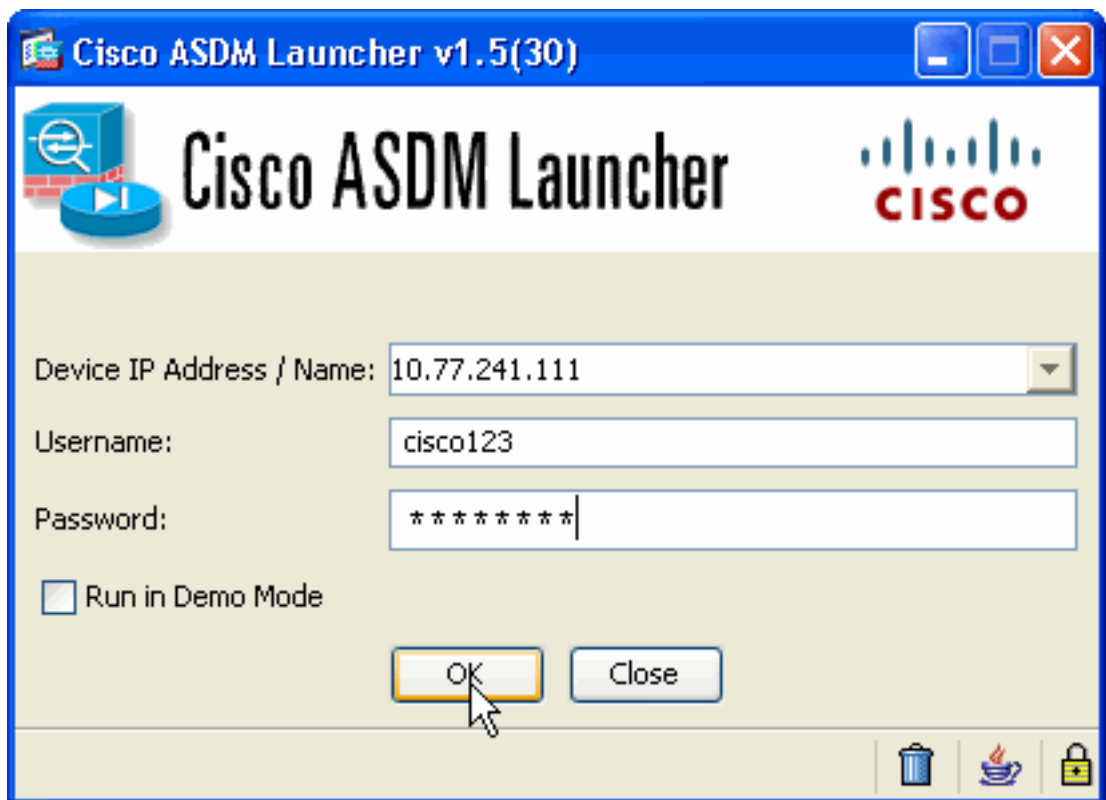 Cisco ASDM Launcher v1.5(30)
Cisco ASDM Launcher
CISCO
Device IP Address / Name: 10.77.241.111
Username: cisco123
Password: ********
Run in Demo Mode
OK Close